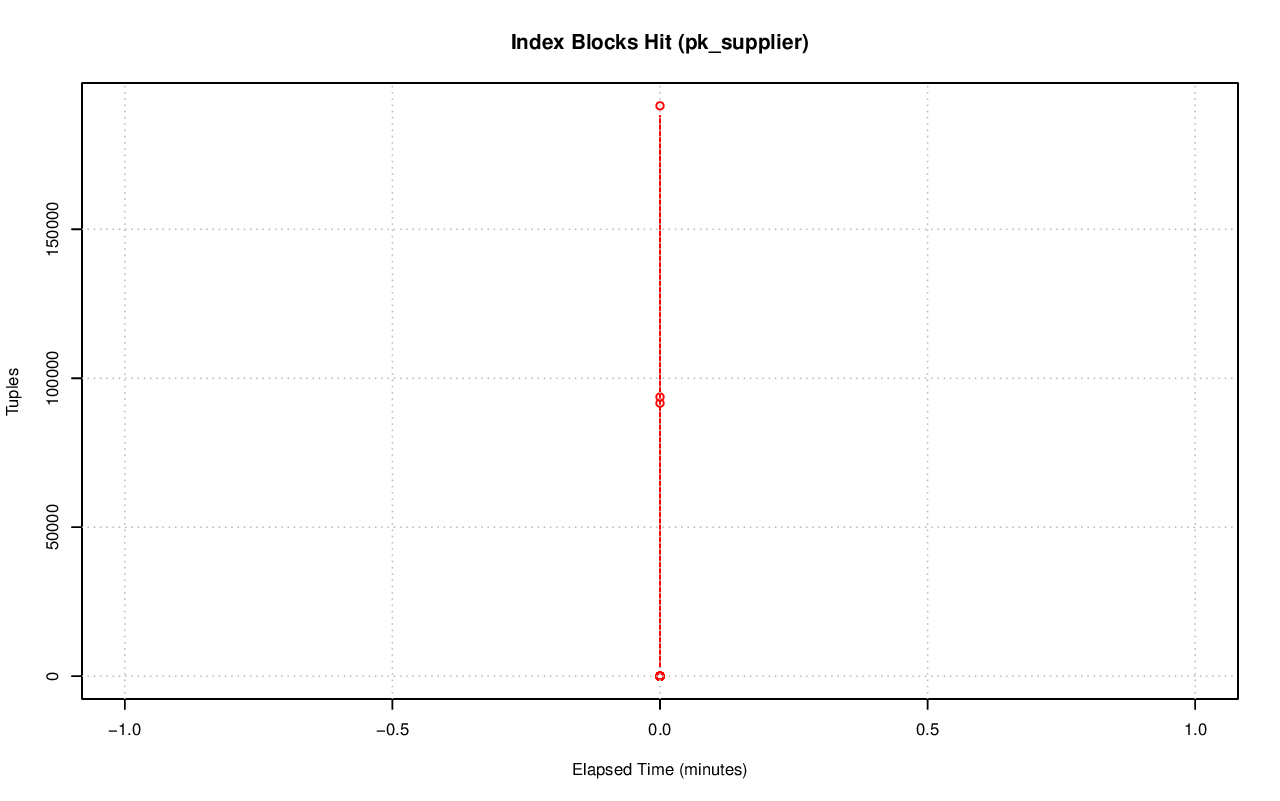 Index Blocks Hit (pk_supplier)
150000
100000
50000
0
Tuples
−1.0 −0.5 0.0 0.5 1.0
Elapsed Time (minutes)